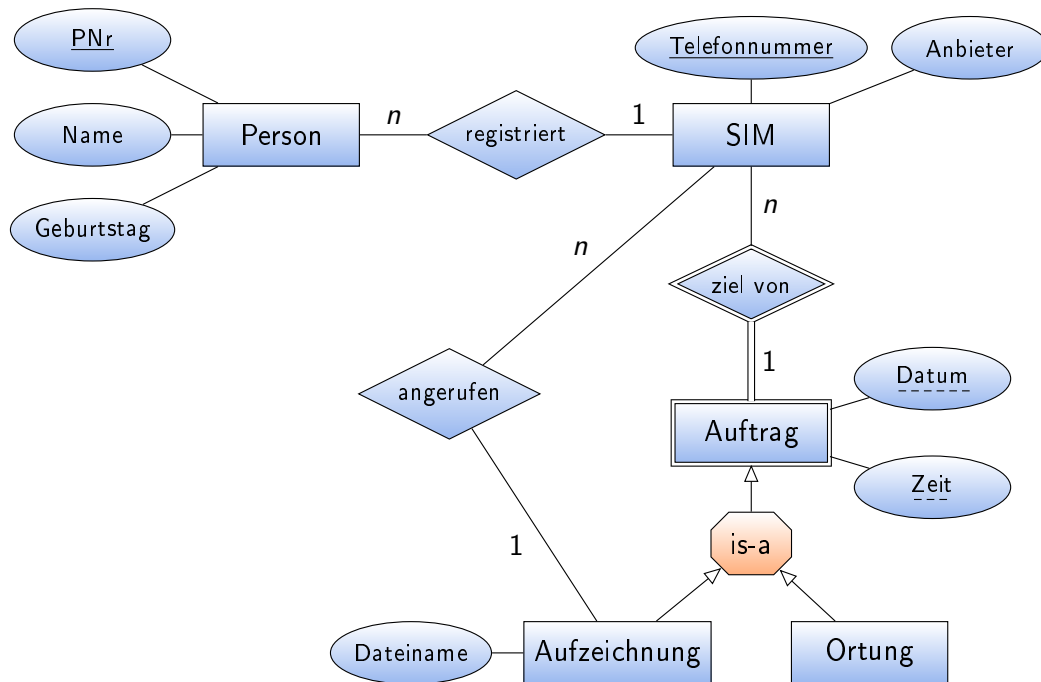 PNr
Telefonnummer
Anbieter
Name
Person
n
registriert
1
SIM
Geburtstag
n
n
ziel von
1
angerufen
Datum
Auftrag
Zeit
1
is-a
Dateiname
Aufzeichnung
Ortung